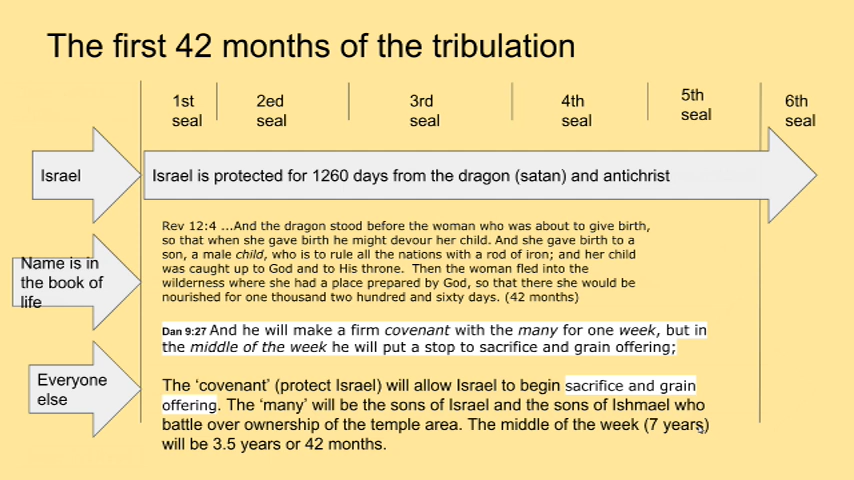 The first 42 months of the tribulation
1st
seal
2ed
seal
3rd
seal
4th
seal
5th
seal
6th
seal
Israel
Israel is protected for 1260 days from the dragon (satan) and antichrist
Rev 12:4 ...And the dragon stood before the woman who was about to give birth,
so that when she gave birth he might devour her child. And she gave birth to a
son, a male child, who is to rule all the nations with a rod of iron; and her child
was caught up to God and to His throne. Then the woman fled into the
wilderness where she had a place prepared by God, so that there she would be
nourished for one thousand two hundred and sixty days. (42 months)
Name is in
the book of
life
Dan 9:27 And he will make a firm covenant with the many for one week, but in
the middle of the week he will put a stop to sacrifice and grain offering;
Everyone
else
The ‘covenant’ (protect Israel) will allow Israel to begin sacrifice and grain
offering. The ‘many’ will be the sons of Israel and the sons of Ishmael who
battle over ownership of the temple area. The middle of the week (7 years)
will be 3.5 years or 42 months.